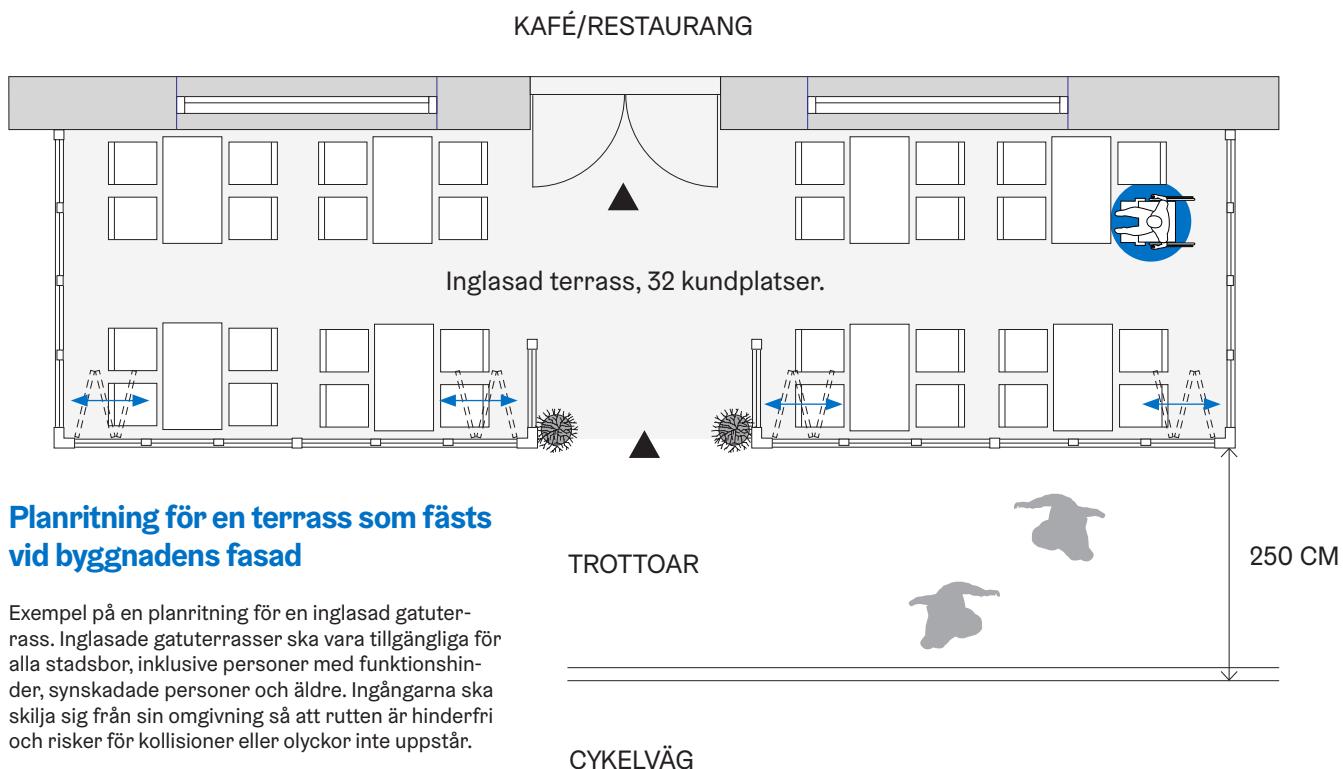 KAFÉ/RESTAURANG
Inglasad terrass, 32 kundplatser.
Planritning för en terrass som fästs
vid byggnadens fasad
Exempel på en planritning för en inglasad gatuter-
rass. Inglasade gatuterrasser ska vara tillgängliga för
alla stadsbor, inklusive personer med funktionshin-
der, synskadade personer och äldre. Ingångarna ska
skilja sig från sin omgivning så att rutten är hinderfri
och risker för kollisioner eller olyckor inte uppstår.
TROTTOAR
250 CM
CYKELVÄG